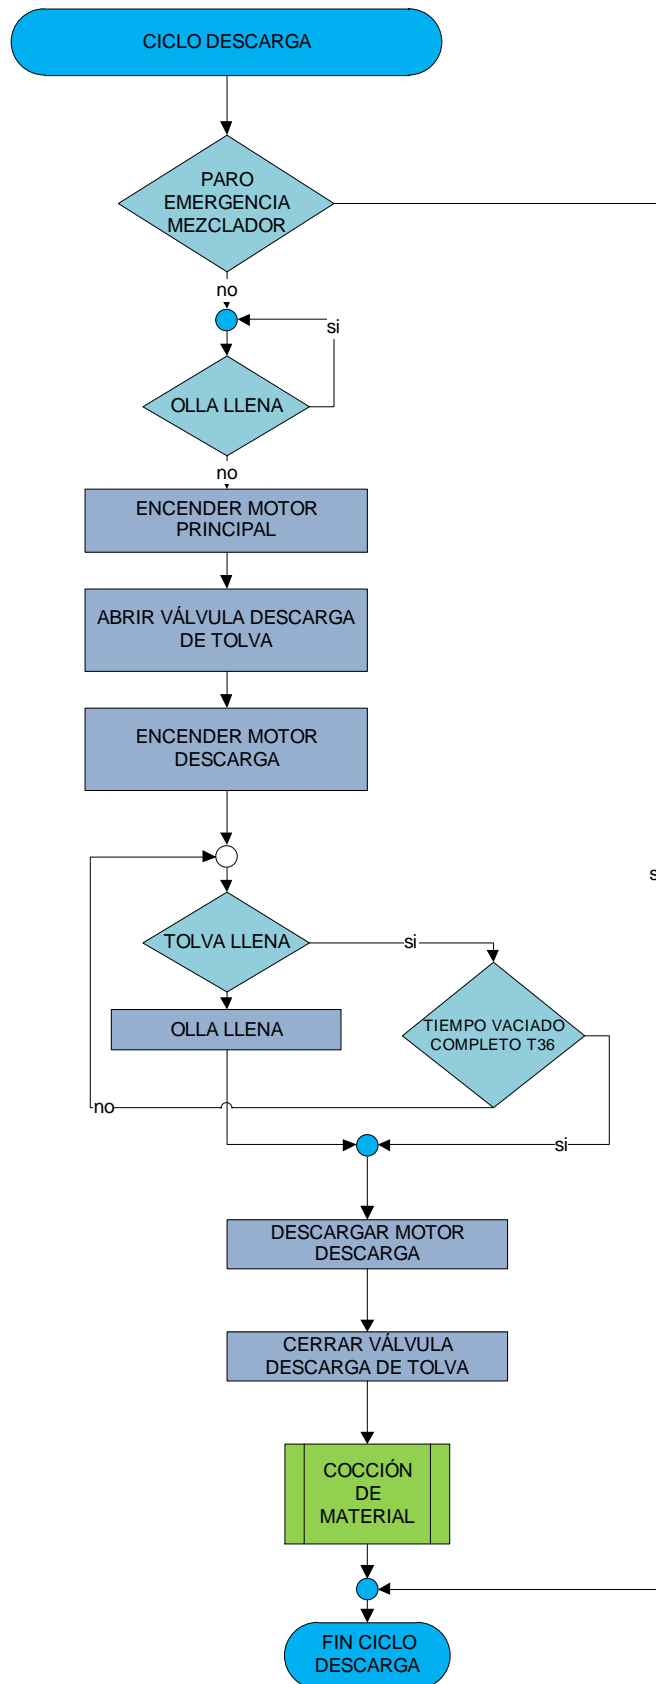 CICLO DESCARGA
PARO
EMERGENCIA
MEZCLADOR
no
si
OLLA LLENA
no
ENCENDER MOTOR
PRINCIPAL
ABRIR VÁLVULA DESCARGA
DE TOLVA
ENCENDER MOTOR
DESCARGA
s
TOLVA LLENA
si
OLLA LLENA
TIEMPO VACIADO
COMPLETO T36
no
si
DESCARGAR MOTOR
DESCARGA
CERRAR VÁLVULA
DESCARGA DE TOLVA
COCCIÓN
DE
MATERIAL
FIN CICLO
DESCARGA